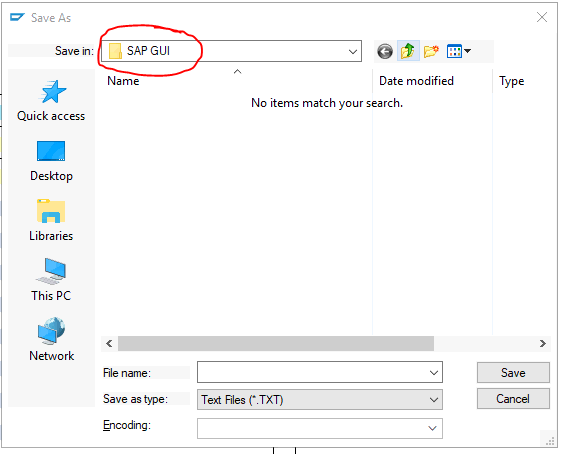 Save As
Save in: SAP GUI
Name Date modified Type
No items match your search.
Quick access
Desktop
Libraries
This PC
Network
File name: Save
Save as type: Text Files (*.TXT) Cancel
Encoding: